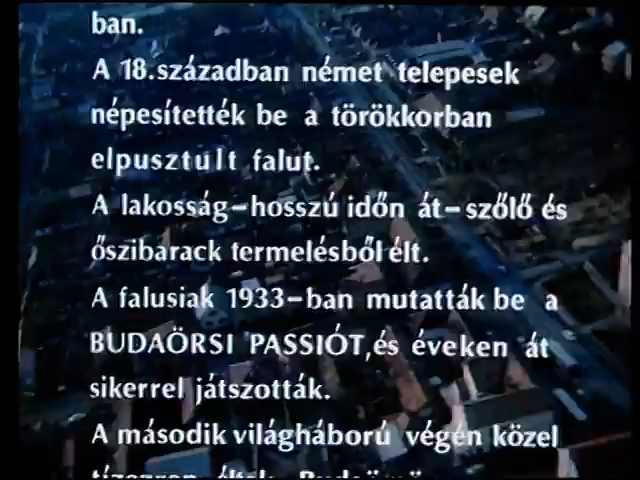 ban.
A 18.században német telepesek
népesítették be a törökkorban
elpusztult falut.
A lakosság-hosszú időn át-szőlő és
őszibarack termelésből élt.
A falusiak 1933-ban mutatták be a
BUDAÖRSI PASSIÓT,és éveken át
sikerrel játszották.
A második világháború végén közel